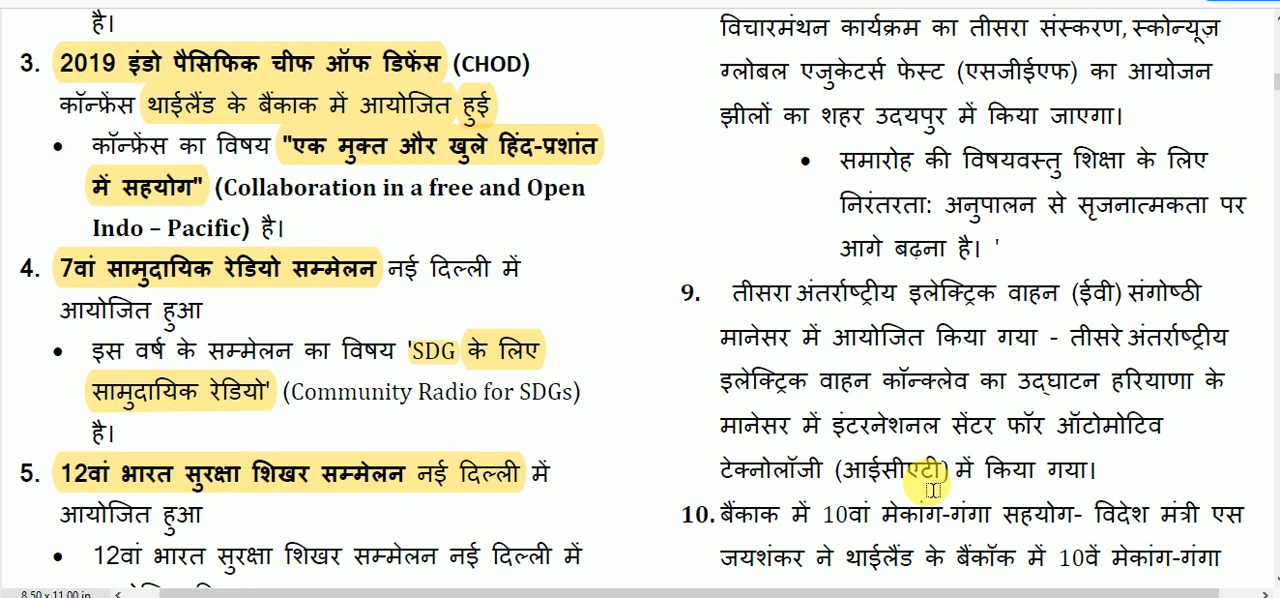 है।
3. 2019 इंडो पैसिफिक चीफ ऑफ डिफेंस (CHOD)
कॉन्फ्रेंस थाईलैंड के बैंकाक में आयोजित हुई
• कॉन्फ्रेंस का विषय "एक मुक्त और खुले हिंद-प्रशांत
में सहयोग" (Collaboration in a free and Open
Indo – Pacific) है।
4. 7वां सामुदायिक रेडियो सम्मेलन नई दिल्ली में
आयोजित हुआ
• इस वर्ष के सम्मेलन का विषय 'SDG के लिए
सामुदायिक रेडियो' (Community Radio for SDGs)
है।
5. 12वां भारत सुरक्षा शिखर सम्मेलन नई दिल्ली में
आयोजित हुआ
• 12वां भारत सुरक्षा शिखर सम्मेलन नई दिल्ली में
विचारमंथन कार्यक्रम का तीसरा संस्करण, स्कोन्यूज़
ग्लोबल एजुकेटर्स फेस्ट (एसजीईएफ) का आयोजन
झीलों का शहर उदयपुर में किया जाएगा।
• समारोह की विषयवस्तु शिक्षा के लिए
निरंतरता: अनुपालन से सृजनात्मकता पर
आगे बढ़ना है। '
9. तीसरा अंतर्राष्ट्रीय इलेक्ट्रिक वाहन (ईवी) संगोष्ठी
मानेसर में आयोजित किया गया - तीसरे अंतर्राष्ट्रीय
इलेक्ट्रिक वाहन कॉन्क्लेव का उद्घाटन हरियाणा के
मानेसर में इंटरनेशनल सेंटर फॉर ऑटोमोटिव
टेक्नोलॉजी (आईसीएटी) में किया गया।
10. बैंकाक में 10वां मेकांग-गंगा सहयोग- विदेश मंत्री एस
जयशंकर ने थाईलैंड के बैंकॉक में 10वें मेकांग-गंगा
8.50 x 11.00 in